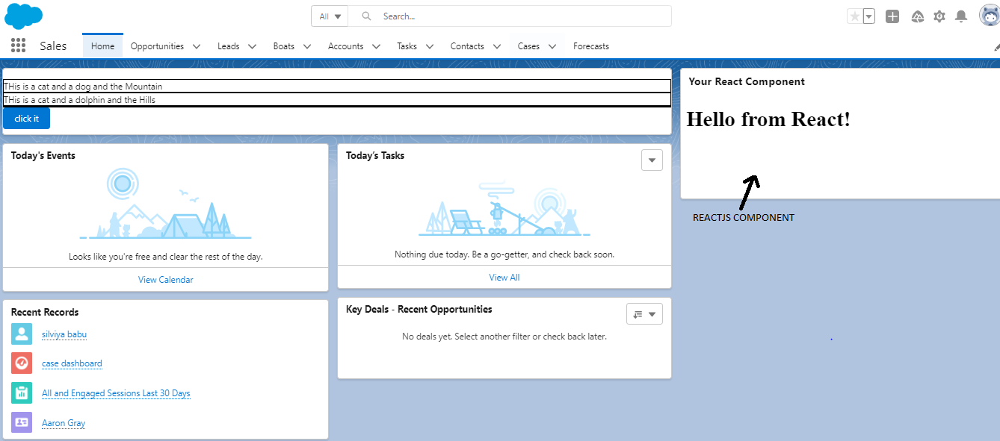 All
Search...
Sales
Home
Opportunities
Leads
Boats
Accounts
Tasks
Contacts
Cases
Forecasts
THis is a cat and a dog and the Mountain
THis is a cat and a dolphin and the Hills
click it
Your React Component
Hello from React!
REACTJS COMPONENT
Today's Events
Looks like you're free and clear the rest of the day.
View Calendar
Today's Tasks
Nothing due today. Be a go-getter, and check back soon.
View All
Recent Records
silviya babu
case dashboard
All and Engaged Sessions Last 30 Days
Aaron Gray
Key Deals - Recent Opportunities
No deals yet. Select another filter or check back later.